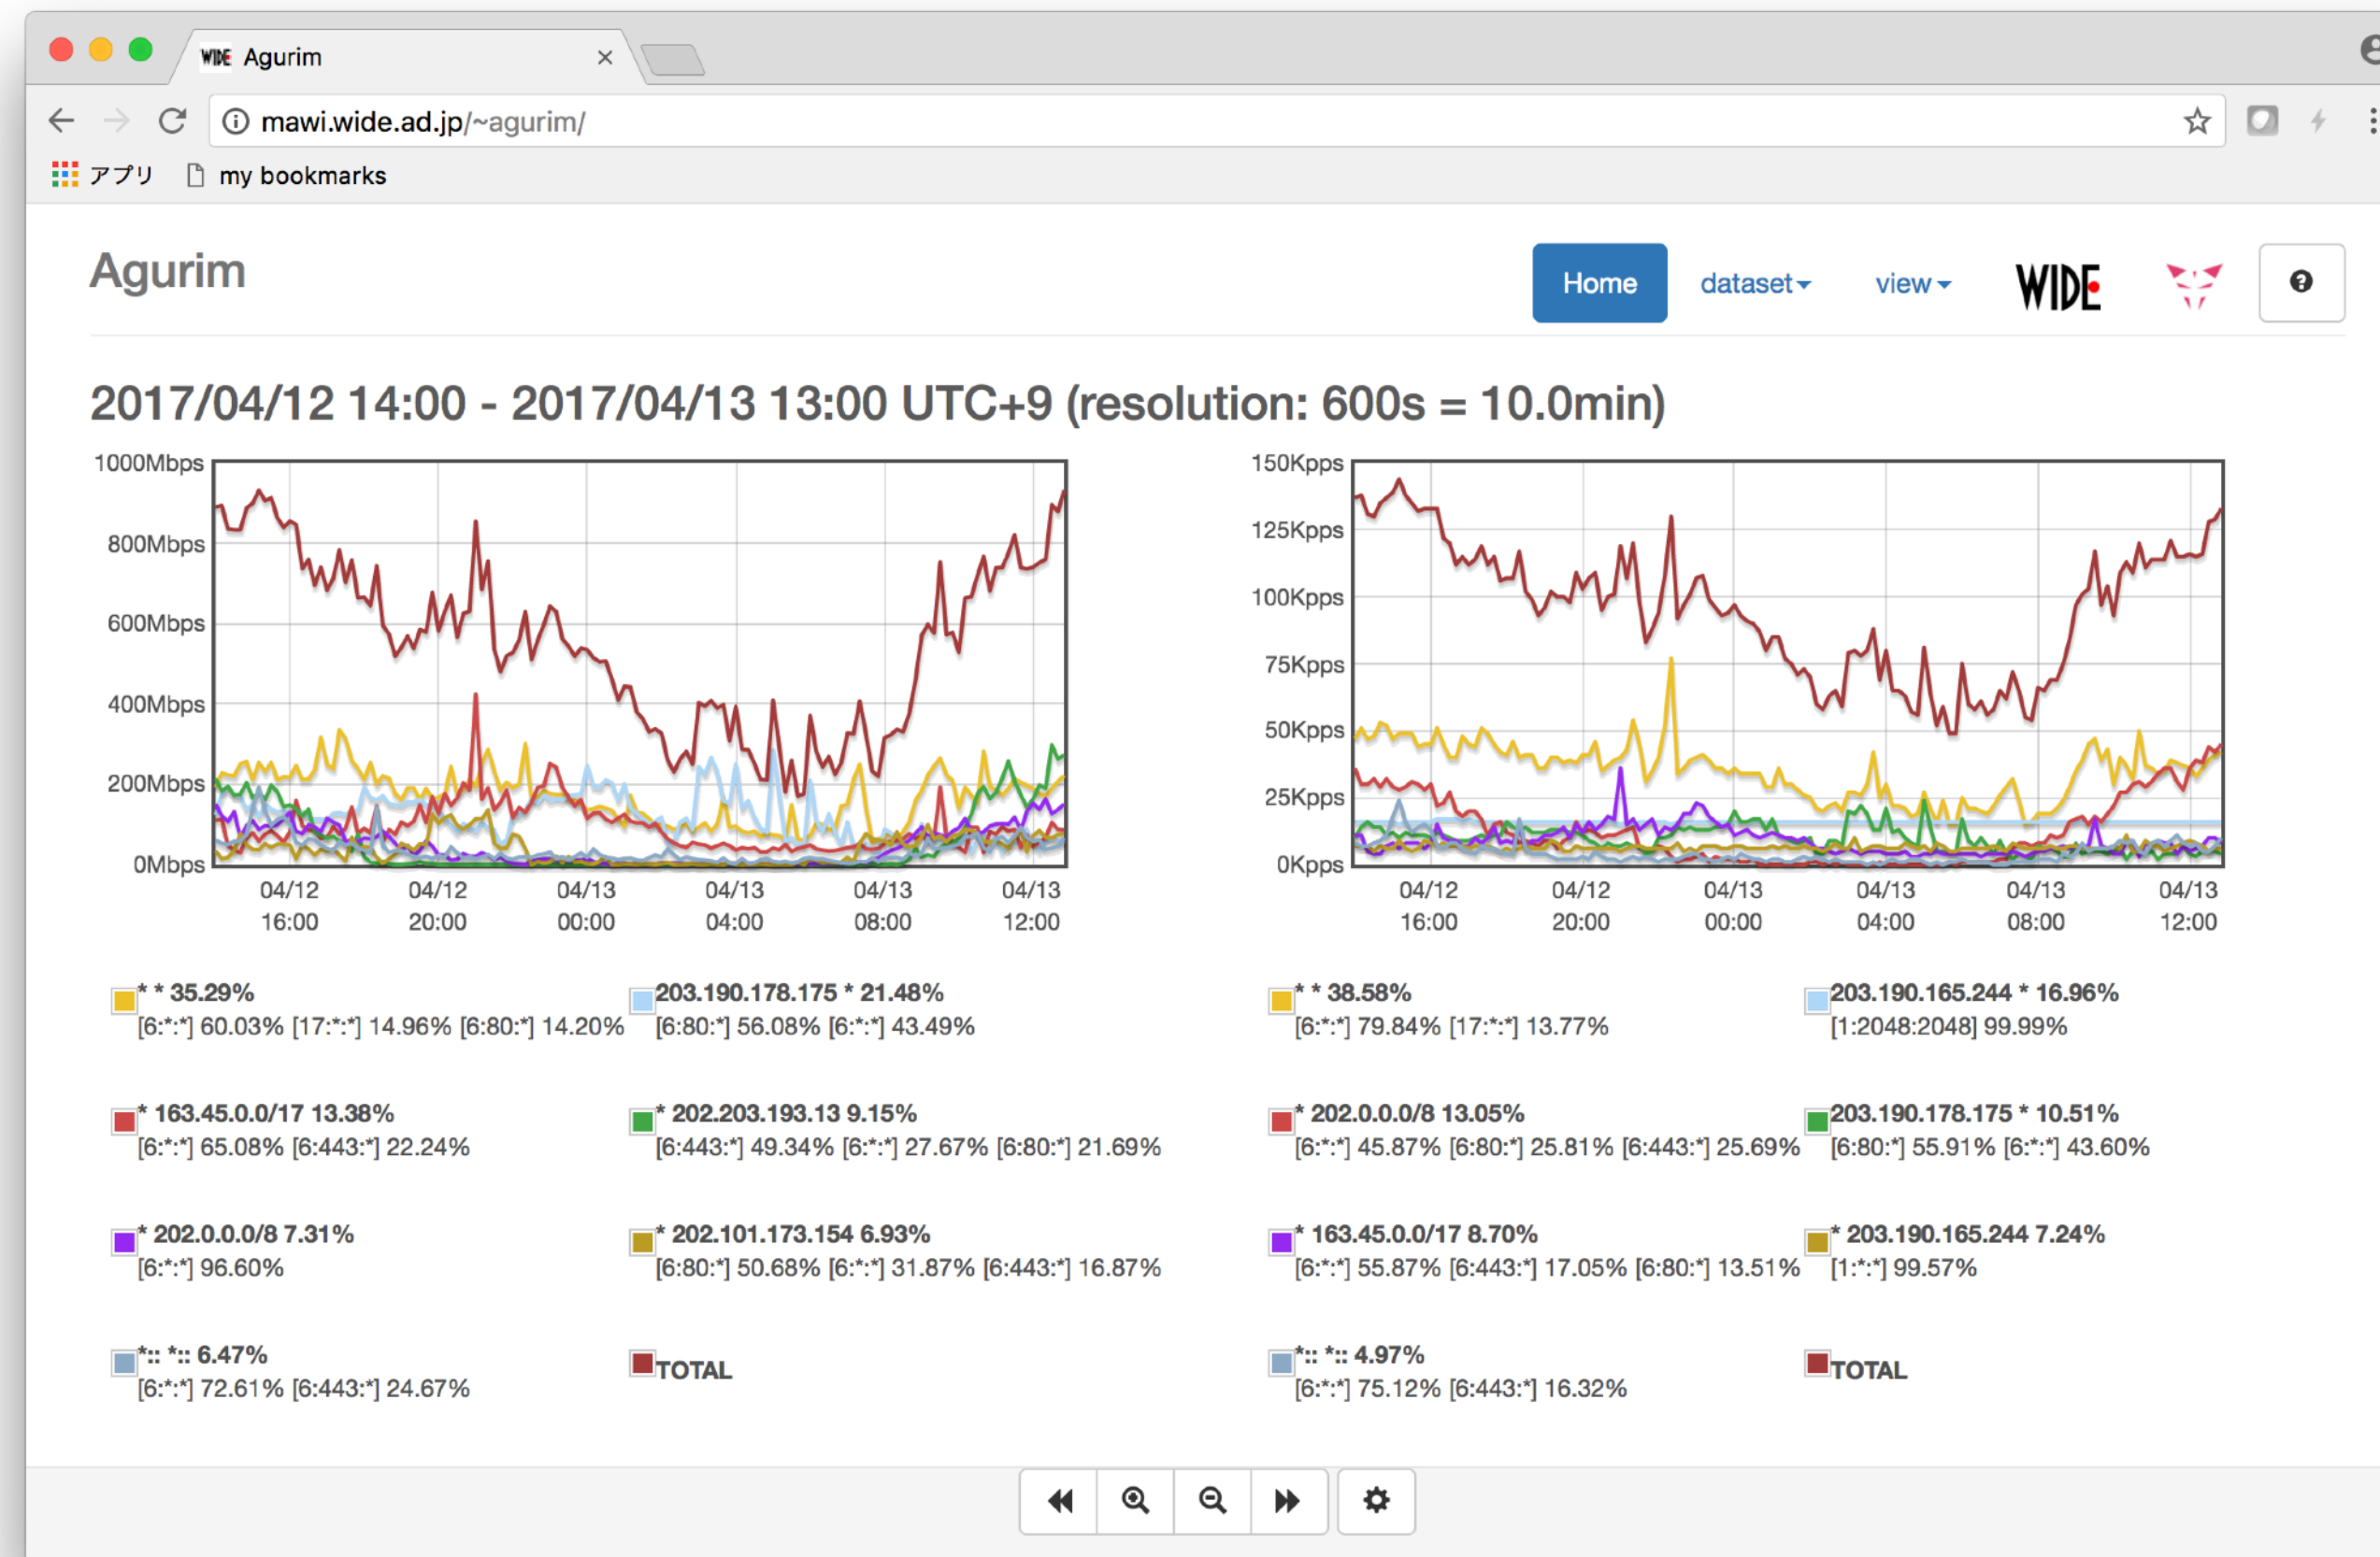 WIDE Agurim
mawi.wide.ad.jp/~agurim/
アプリ my bookmarks
Agurim
Home dataset view WIDE
2017/04/12 14:00 - 2017/04/13 13:00 UTC+9 (resolution: 600s = 10.0min)
1000Mbps
800Mbps
600Mbps
400Mbps
200Mbps
0Mbps
04/12 04/12 04/13 04/13 04/13 04/13
16:00 20:00 00:00 04:00 08:00 12:00
150Kpps
125Kpps
100Kpps
75Kpps
50Kpps
25Kpps
0Kpps
04/12 04/12 04/13 04/13 04/13 04/13
16:00 20:00 00:00 04:00 08:00 12:00
* * 35.29% 203.190.178.175 * 21.48%
[6:*:*] 60.03% [17:*:*] 14.96% [6:80:*] 14.20% [6:80:*] 56.08% [6:*:*] 43.49%
* 163.45.0.0/17 13.38% * 202.203.193.13 9.15%
[6:*:*] 65.08% [6:443:*] 22.24% [6:443:*] 49.34% [6:*:*] 27.67% [6:80:*] 21.69%
* 202.0.0.0/8 7.31% * 202.101.173.154 6.93%
[6:*:*] 96.60% [6:80:*] 50.68% [6:*:*] 31.87% [6:443:*] 16.87%
*:: *:: 6.47% TOTAL
[6:*:*] 72.61% [6:443:*] 24.67%
* * 38.58% 203.190.165.244 * 16.96%
[6:*:*] 79.84% [17:*:*] 13.77% [1:2048:2048] 99.99%
* 202.0.0.0/8 13.05% 203.190.178.175 * 10.51%
[6:*:*] 45.87% [6:80:*] 25.81% [6:443:*] 25.69% [6:80:*] 55.91% [6:*:*] 43.60%
* 163.45.0.0/17 8.70% * 203.190.165.244 7.24%
[6:*:*] 55.87% [6:443:*] 17.05% [6:80:*] 13.51% [1:*:*] 99.57%
*:: *:: 4.97% TOTAL
[6:*:*] 75.12% [6:443:*] 16.32%